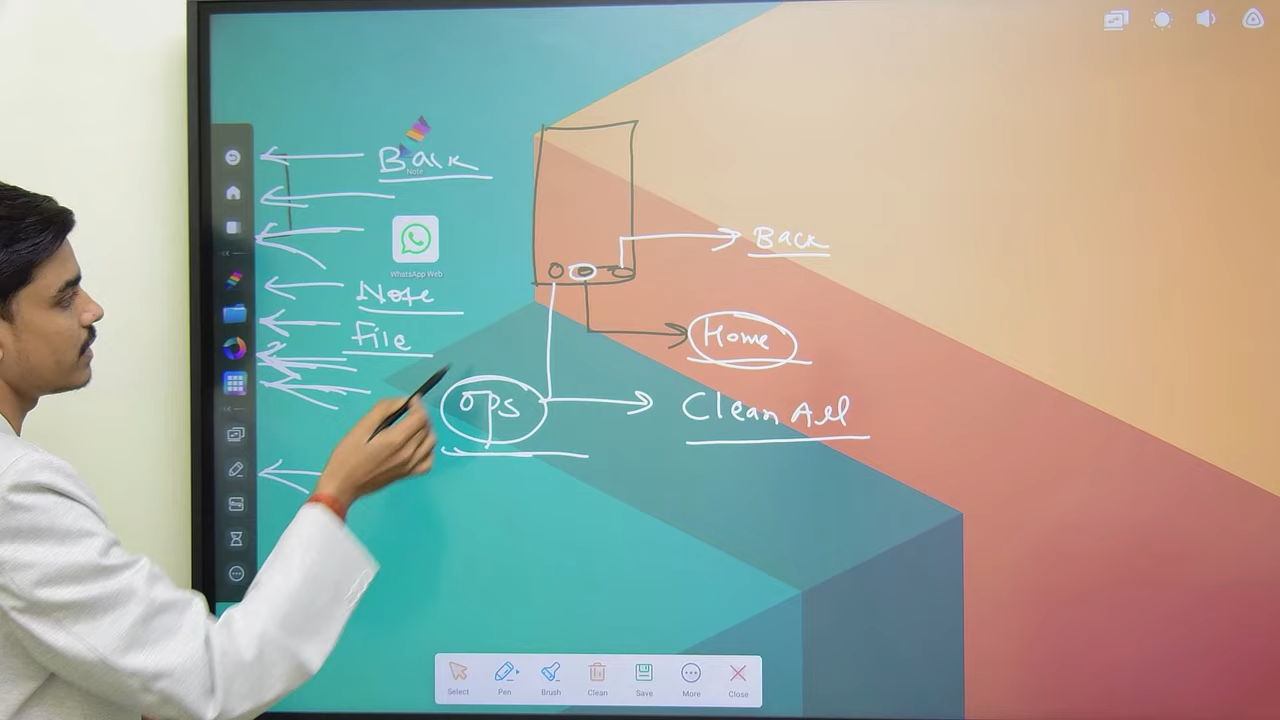 Back
Note
WhatsApp Web
Back
Note
File
Home
ops
Clean All
Select
Pen
Brush
Clean
Save
More
Close